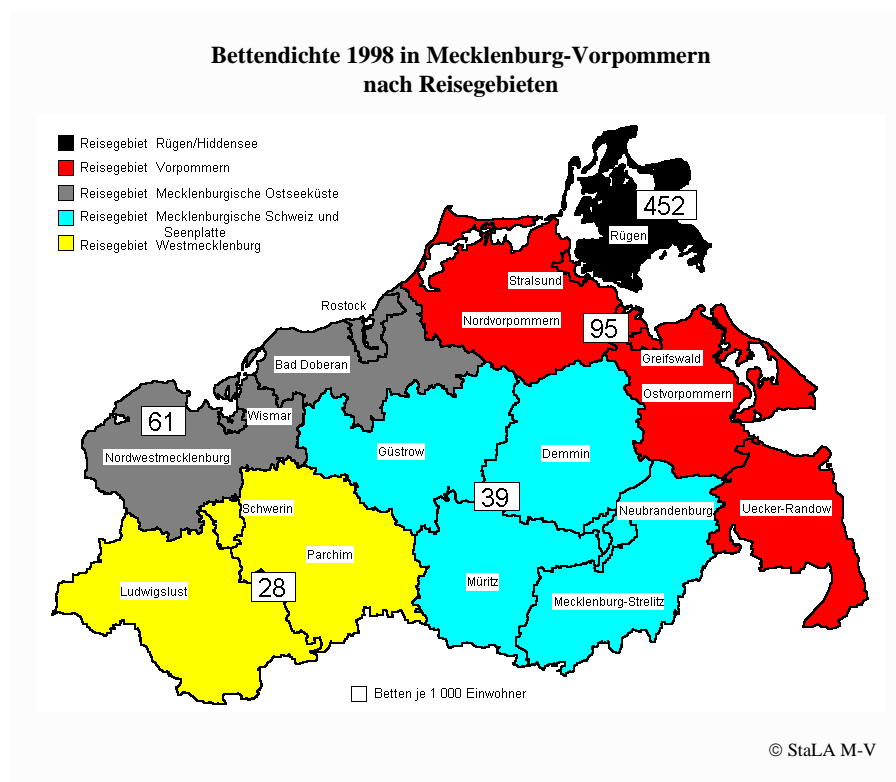 Bettendichte 1998 in Mecklenburg-Vorpommern
nach Reisegebieten
Reisegebiet Rügen/Hiddensee
Reisegebiet Vorpommern
Reisegebiet Mecklenburgische Ostseeküste
Reisegebiet Mecklenburgische Schweiz und
Seenplatte
Reisegebiet Westmecklenburg
452
Rügen
Stralsund
Rostock
Nordvorpommern
95
Greifswald
Bad Doberan
Ostvorpommern
Wismar
61
Güstrow
Demmin
Nordwestmecklenburg
39
Schwerin
Neubrandenburg
Uecker-Randow
Parchim
Müritz
28
Ludwigslust
Mecklenburg-Strelitz
Betten je 1 000 Einwohner
© StaLA M-V